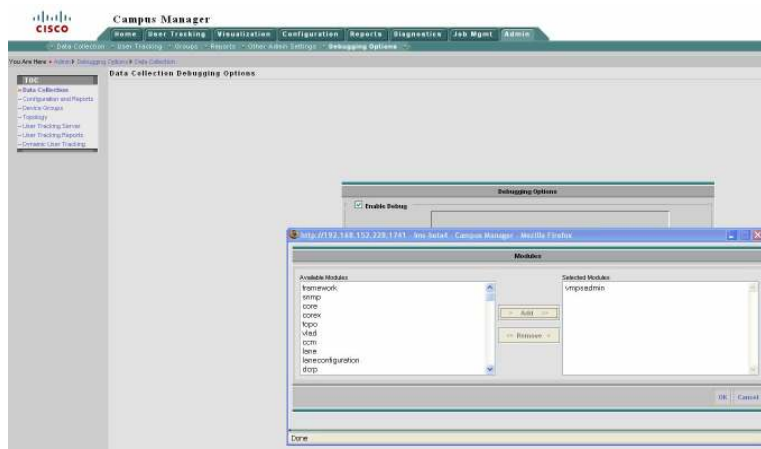 CISCO
Campus Manager
Home User Tracking Visualization Configuration Reports Diagnostics Job Mgmt Admin
Data Collection User Tracking Groups Reports Other Admin Settings Debugging Options
You Are Here Admin Debugging Options Data Collection
TOC
Data Collection
Configuration and Reports
Device Groups
Topology
User Tracking Server
User Tracking Reports
Dynamic User Tracking
Data Collection Debugging Options
Debugging Options
Enable Debug
- Campus Manager - Mozilla Firefox
Modules
Available Modules
framework
snmp
core
corex
topo
vlad
ccm
lane
laneconfiguration
dcrp
Add
Remove
Selected Modules
vmpsadmin
OK Cancel
Done